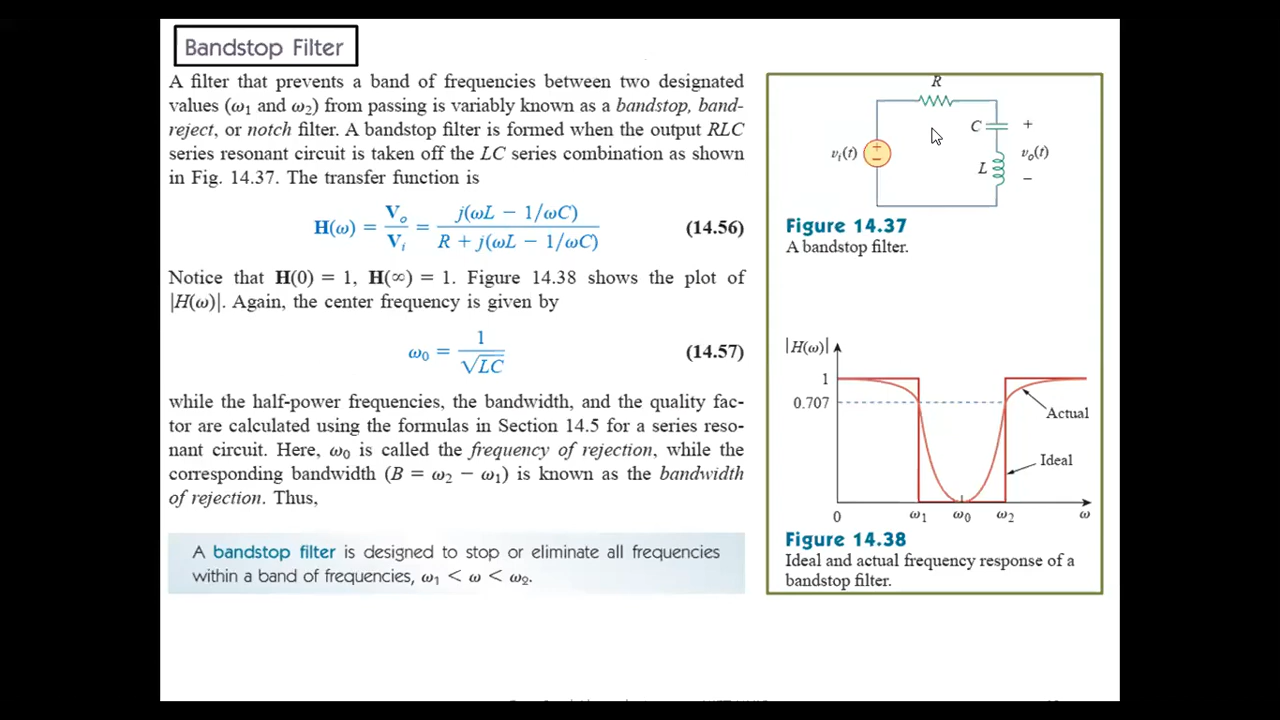 Bandstop Filter
A filter that prevents a band of frequencies between two designated
values (ω₁ and ω₂) from passing is variably known as a bandstop, band-
reject, or notch filter. A bandstop filter is formed when the output RLC
series resonant circuit is taken off the LC series combination as shown
in Fig. 14.37. The transfer function is
H(ω) = Vₒ/Vᵢ = j(ωL − 1/ωC) / R + j(ωL − 1/ωC) (14.56)
Notice that H(0) = 1, H(∞) = 1. Figure 14.38 shows the plot of
|H(ω)|. Again, the center frequency is given by
ω₀ = 1/√LC (14.57)
while the half-power frequencies, the bandwidth, and the quality fac-
tor are calculated using the formulas in Section 14.5 for a series reso-
nant circuit. Here, ω₀ is called the frequency of rejection, while the
corresponding bandwidth (B = ω₂ − ω₁) is known as the bandwidth
of rejection. Thus,
A bandstop filter is designed to stop or eliminate all frequencies
within a band of frequencies, ω₁ < ω < ω₂.
R
C +
vᵢ(t) + − vₒ(t)
L −
Figure 14.37
A bandstop filter.
|H(ω)|
1
0.707
Actual
Ideal
0 ω₁ ω₀ ω₂ ω
Figure 14.38
Ideal and actual frequency response of a
bandstop filter.